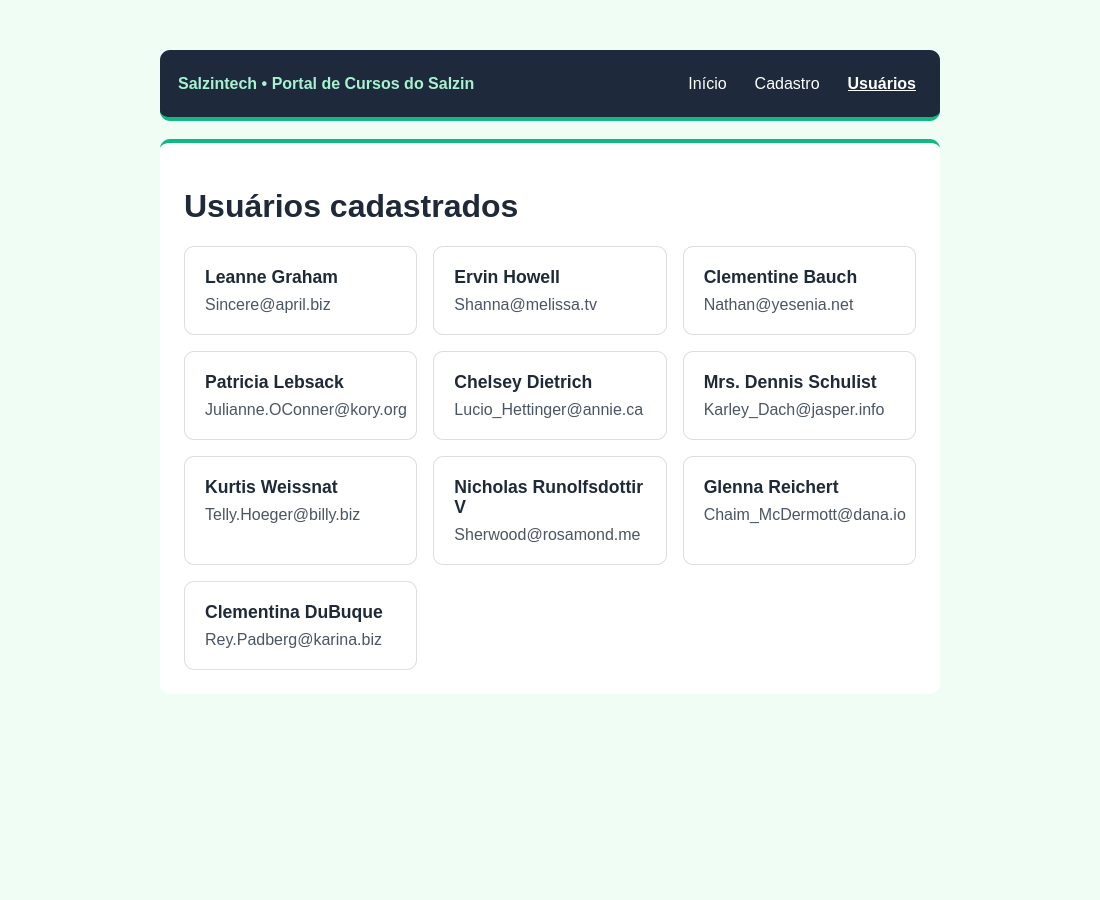 Salzintech • Portal de Cursos do Salzin
Início
Cadastro
Usuários
Usuários cadastrados
Leanne Graham
Sincere@april.biz
Ervin Howell
Shanna@melissa.tv
Clementine Bauch
Nathan@yesenia.net
Patricia Lebsack
Julianne.OConner@kory.org
Chelsey Dietrich
Lucio_Hettinger@annie.ca
Mrs. Dennis Schulist
Karley_Dach@jasper.info
Kurtis Weissnat
Telly.Hoeger@billy.biz
Nicholas Runolfsdottir
V
Sherwood@rosamond.me
Glenna Reichert
Chaim_McDermott@dana.io
Clementina DuBuque
Rey.Padberg@karina.biz